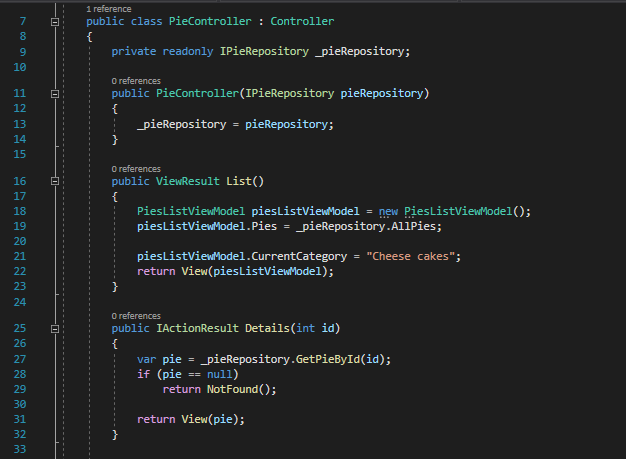 1 reference
7 public class PieController : Controller
8 {
9 private readonly IPieRepository _pieRepository;
10
0 references
11 public PieController(IPieRepository pieRepository)
12 {
13 _pieRepository = pieRepository;
14 }
15
0 references
16 public ViewResult List()
17 {
18 PiesListViewModel piesListViewModel = new PiesListViewModel();
19 piesListViewModel.Pies = _pieRepository.AllPies;
20
21 piesListViewModel.CurrentCategory = "Cheese cakes";
22 return View(piesListViewModel);
23 }
24
0 references
25 public IActionResult Details(int id)
26 {
27 var pie = _pieRepository.GetPieById(id);
28 if (pie == null)
29 return NotFound();
30
31 return View(pie);
32 }
33